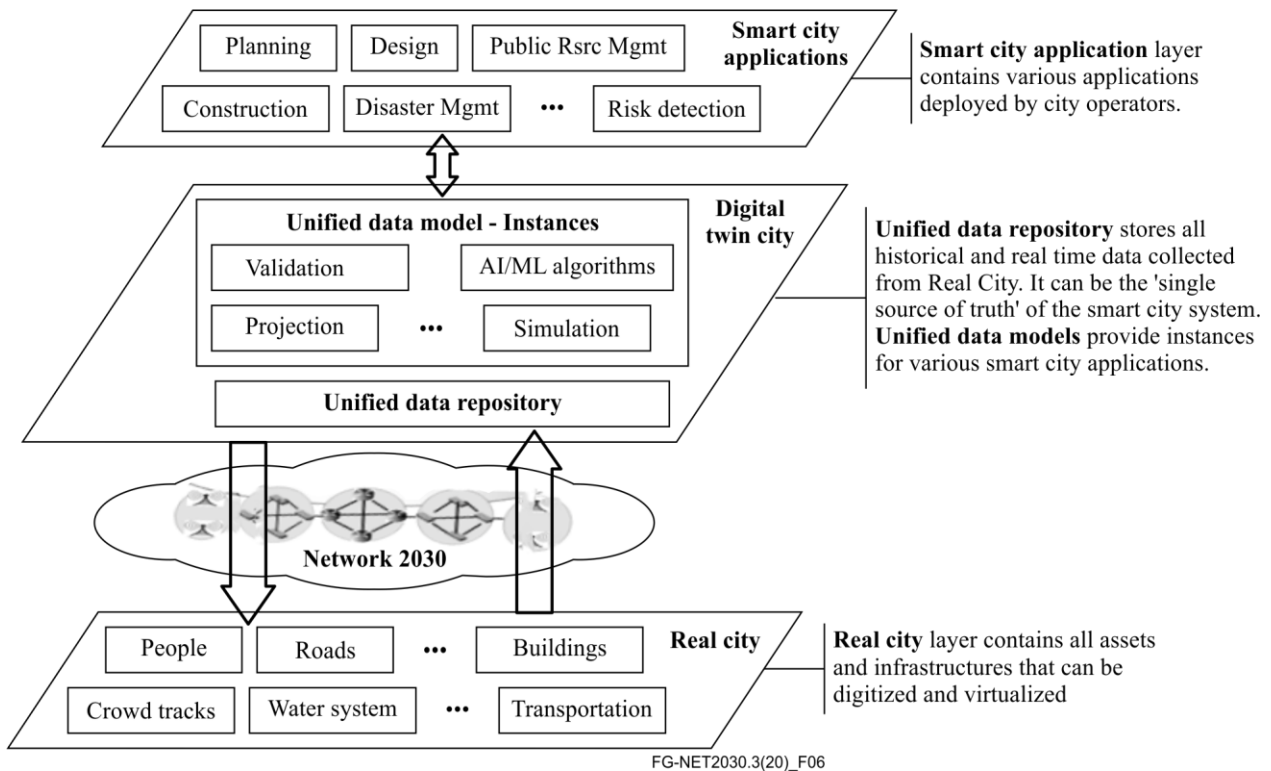 Planning
Design
Public Rsrc Mgmt
Smart city
applications
Construction
Disaster Mgmt
•••
Risk detection
Smart city application layer
contains various applications
deployed by city operators.
Unified data model - Instances
Digital
twin city
Validation
AI/ML algorithms
Projection
•••
Simulation
Unified data repository
Unified data repository stores all
historical and real time data collected
from Real City. It can be the 'single
source of truth' of the smart city system.
Unified data models provide instances
for various smart city applications.
Network 2030
People
Roads
•••
Buildings
Real city
Crowd tracks
Water system
•••
Transportation
Real city layer contains all assets
and infrastructures that can be
digitized and virtualized
FG-NET2030.3(20)_F06